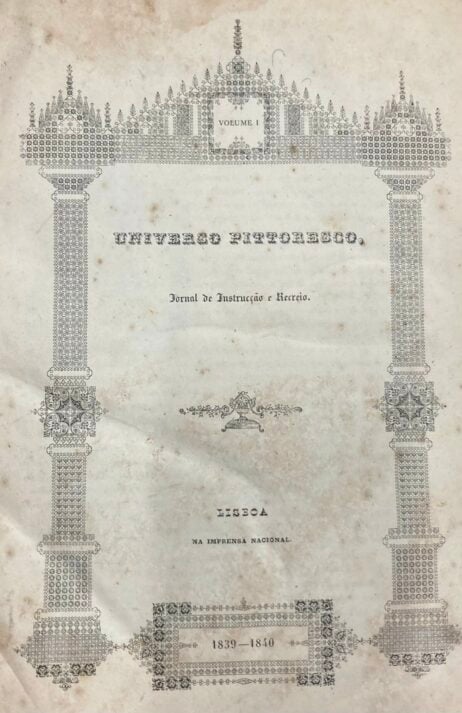 VOLUME I
UNIVERSO PITTORESCO,
Jornal de Instrucção e Recreio.
LISBOA
NA IMPRENSA NACIONAL.
1839—1840